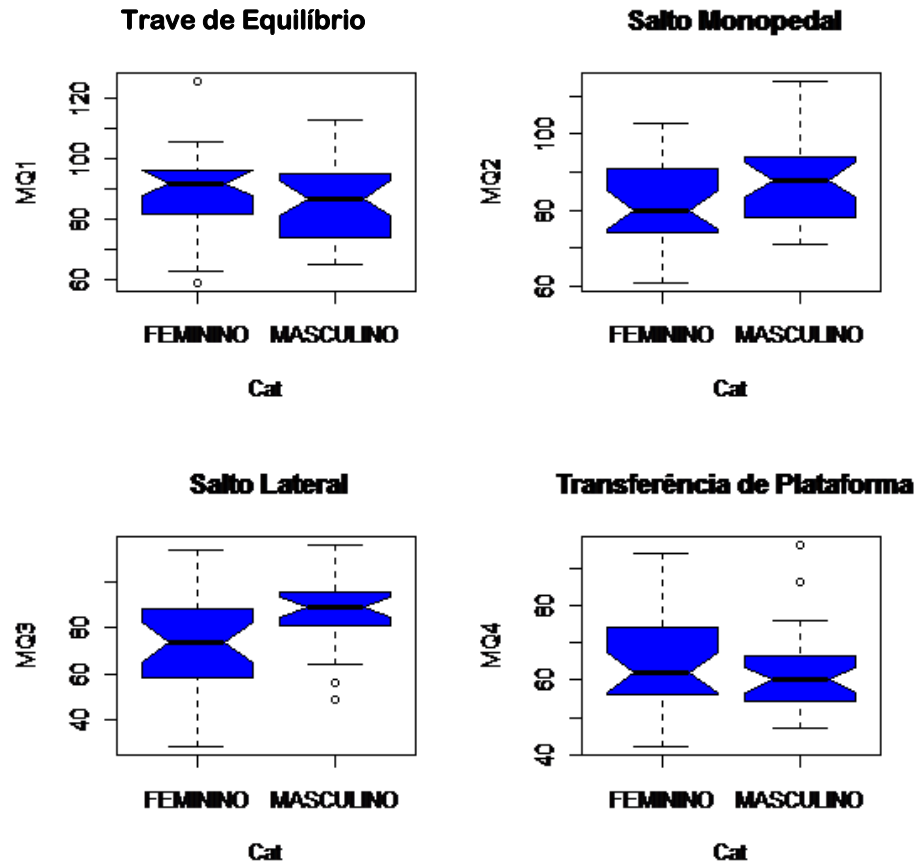 Trave de Equilíbrio
MQ1
60
80
100
120
FEMININO MASCULINO
Cat
Salto Monopedal
MQ2
60
80
100
FEMININO MASCULINO
Cat
Salto Lateral
MQ3
40
60
80
FEMININO MASCULINO
Cat
Transferência de Plataforma
MQ4
40
60
80
FEMININO MASCULINO
Cat